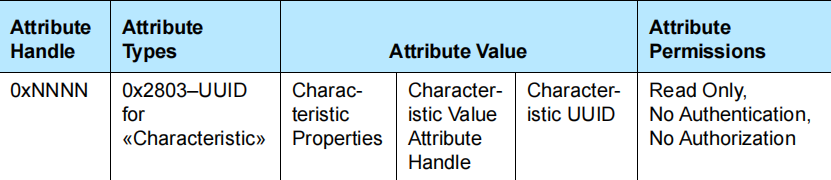 Attribute Handle
Attribute Types
Attribute Value
Attribute Permissions
0xNNNN
0x2803–UUID
for
«Characteristic»
Charac-
teristic
Properties
Character-
istic Value
Attribute
Handle
Character-
istic UUID
Read Only,
No Authentication,
No Authorization